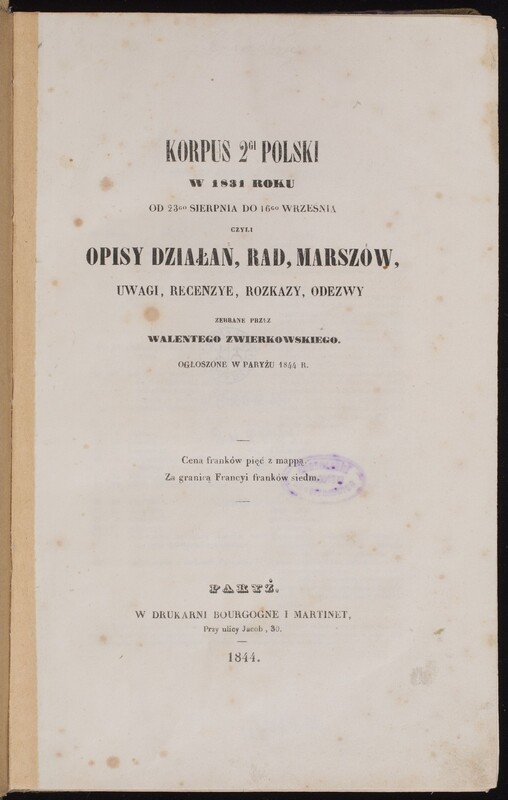 KORPUS 2GI POLSKI
W 1831 ROKU
OD 23GO SIERPNIA DO 16GO WRZEŚNIA
CZYLI
OPISY DZIAŁAŃ, RAD, MARSZÓW,
UWAGI, RECENZYE, ROZKAZY, ODEZWY
ZEBRANE PRZEZ
WALENTEGO ZWIERKOWSKIEGO.
OGŁOSZONE W PARYŻU 1844 R.
Cena franków pięć z mappą.
Za granicą Francyi franków siedm.
PARYŻ.
W DRUKARNI BOURGOGNE I MARTINET,
Przy ulicy Jacob, 30.
1844.